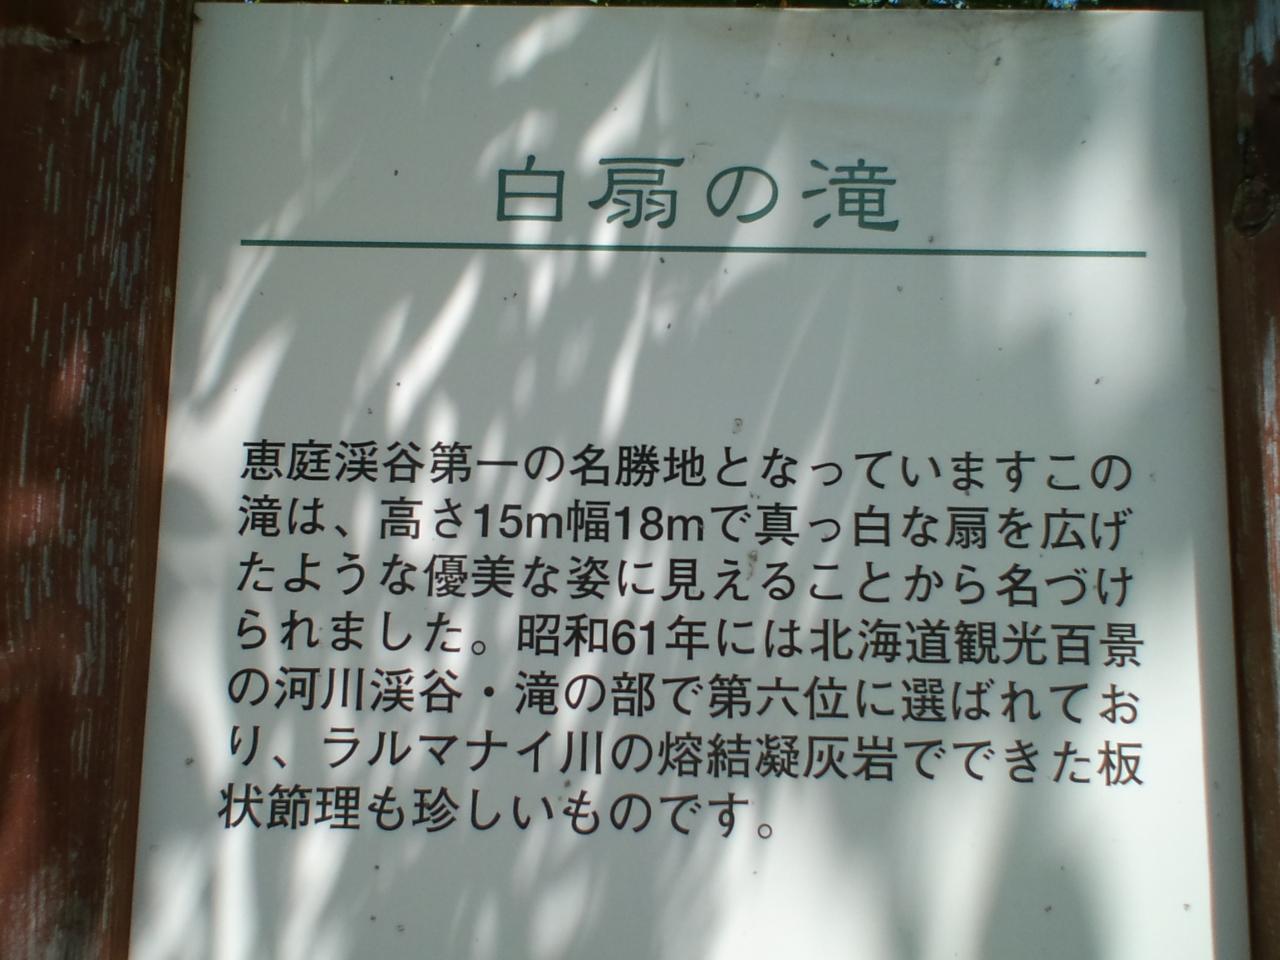 白扇の滝
恵庭渓谷第一の名勝地となっていますこの
滝は、高さ15m幅18mで真っ白な扇を広げ
たような優美な姿に見えることから名づけ
られました。昭和61年には北海道観光百景
の河川渓谷・滝の部で第六位に選ばれてお
り、ラルマナイ川の熔結凝灰岩でできた板
状節理も珍しいものです。